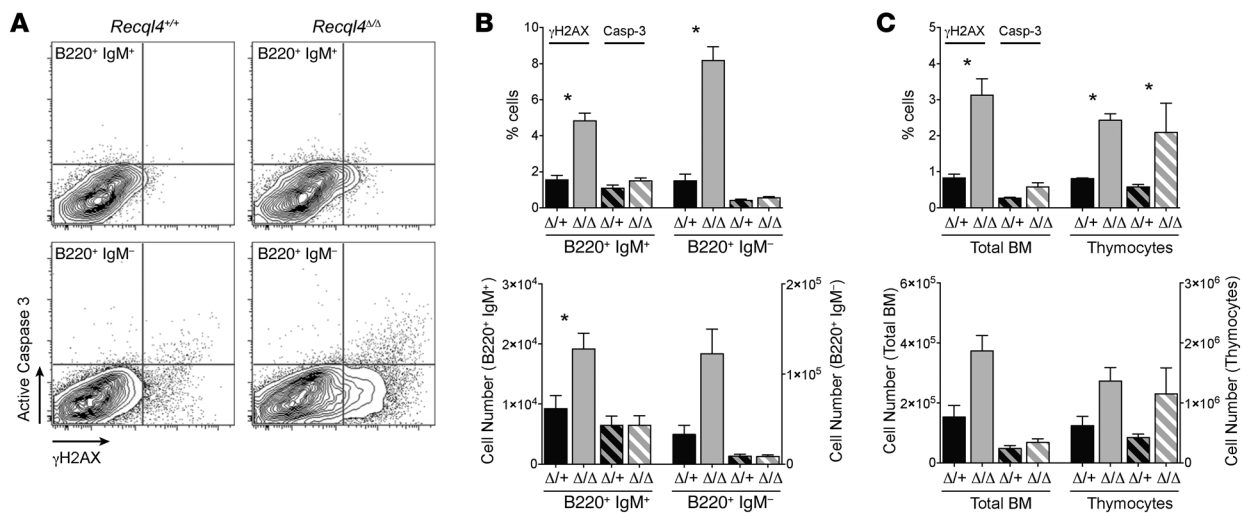 A
Recql4+/+
Recql4Δ/Δ
B220+ IgM+
B220+ IgM+
B220+ IgM−
B220+ IgM−
Active Caspase 3
γH2AX
B
γH2AX
Casp-3
*
*
% cells
10
8
6
4
2
0
Δ/+ Δ/Δ Δ/+ Δ/Δ Δ/+ Δ/Δ Δ/+ Δ/Δ
B220+ IgM+
B220+ IgM−
Cell Number (B220+ IgM+)
3×10⁴
2×10⁴
1×10⁴
0
*
2×10⁵
1×10⁵
0
Cell Number (B220+ IgM−)
Δ/+ Δ/Δ Δ/+ Δ/Δ Δ/+ Δ/Δ Δ/+ Δ/Δ
B220+ IgM+
B220+ IgM−
C
γH2AX
Casp-3
*
*
*
% cells
5
4
3
2
1
0
Δ/+ Δ/Δ Δ/+ Δ/Δ Δ/+ Δ/Δ Δ/+ Δ/Δ
Total BM
Thymocytes
Cell Number (Total BM)
6×10⁵
4×10⁵
2×10⁵
0
3×10⁶
2×10⁶
1×10⁶
0
Cell Number (Thymocytes)
Δ/+ Δ/Δ Δ/+ Δ/Δ Δ/+ Δ/Δ Δ/+ Δ/Δ
Total BM
Thymocytes